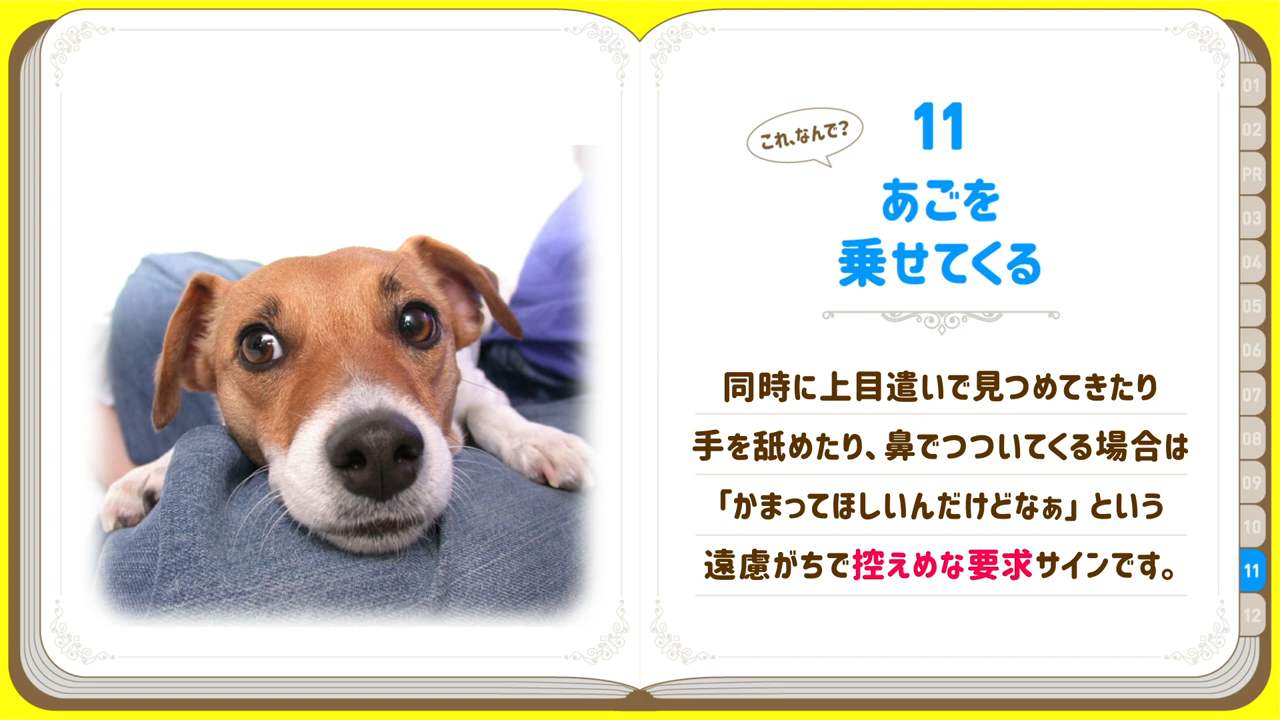 これ、なんで?
11
あごを
乗せてくる
同時に上目遣いで見つめてきたり
手を舐めたり、鼻でつついてくる場合は
「かまってほしいんだけどなぁ」という
遠慮がちで控えめな要求サインです。
01
02
PR
03
04
05
06
07
08
09
10
11
12